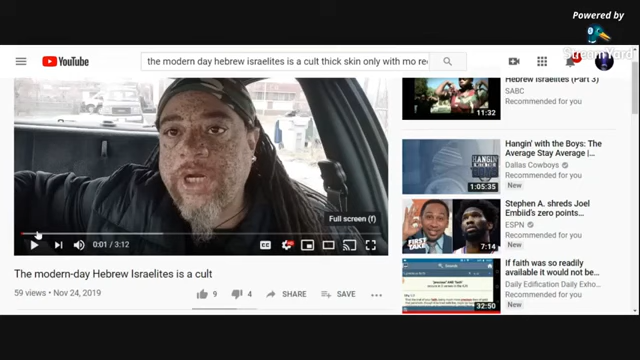 Powered by
StreamYard
YouTube
the modern day hebrew israelites is a cult thick skin only with mo re
Hebrew Israelites (Part 3)
SABC
Recommended for you
11:32
Hangin' with the Boys: The
Average Stay Average |...
Dallas Cowboys
Recommended for you
New
1:05:35
Full screen (f)
Stephen A. shreds Joel
Embiid's zero points...
ESPN
Recommended for you
New
FIRST TAKE
7:14
0:01 / 3:12
The modern-day Hebrew Israelites is a cult
59 views • Nov 24, 2019
9
4
SHARE
SAVE
If faith was so readily
available it would not be...
Daily Edification Daily Exho...
Recommended for you
New
32:50